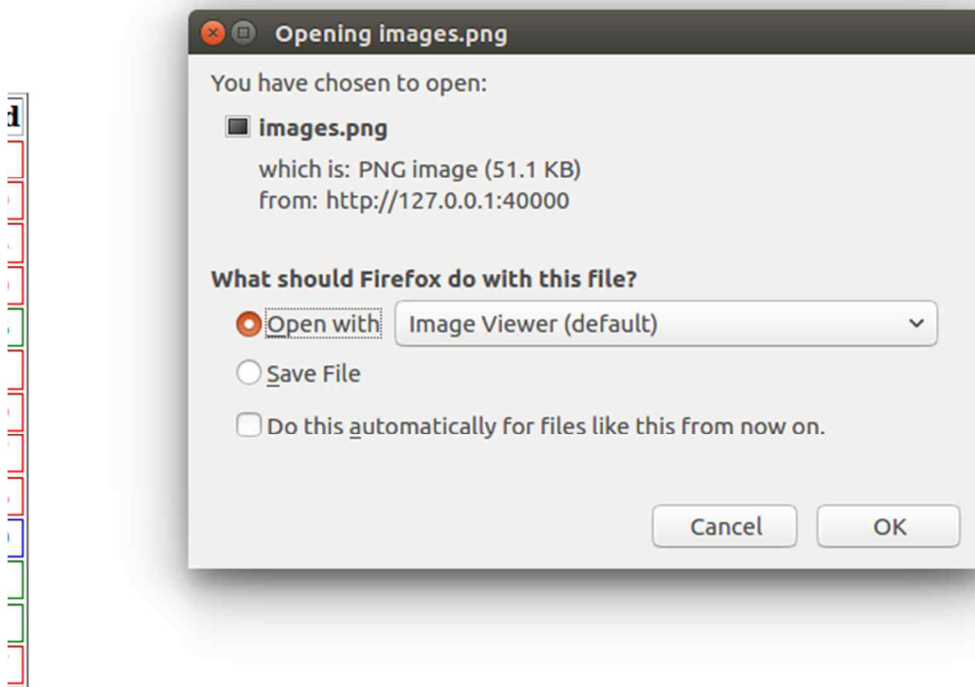 Opening images.png
You have chosen to open:
images.png
which is: PNG image (51.1 KB)
from: http://127.0.0.1:40000
What should Firefox do with this file?
Open with Image Viewer (default)
Save File
Do this automatically for files like this from now on.
Cancel OK
d